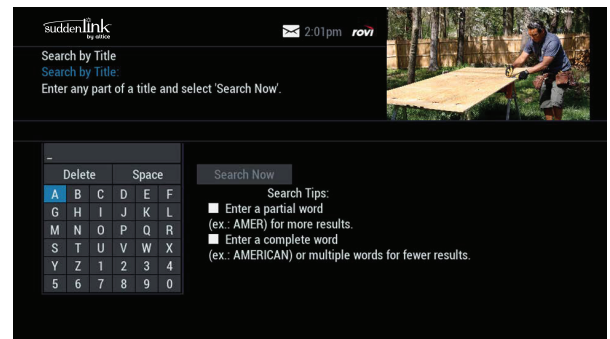 suddenlink
by altice
2:01pm rovi
Search by Title
Search by Title:
Enter any part of a title and select 'Search Now'.
_
Delete Space
A B C D E F
G H I J K L
M N O P Q R
S T U V W X
Y Z 1 2 3 4
5 6 7 8 9 0
Search Now
Search Tips:
Enter a partial word
(ex.: AMER) for more results.
Enter a complete word
(ex.: AMERICAN) or multiple words for fewer results.